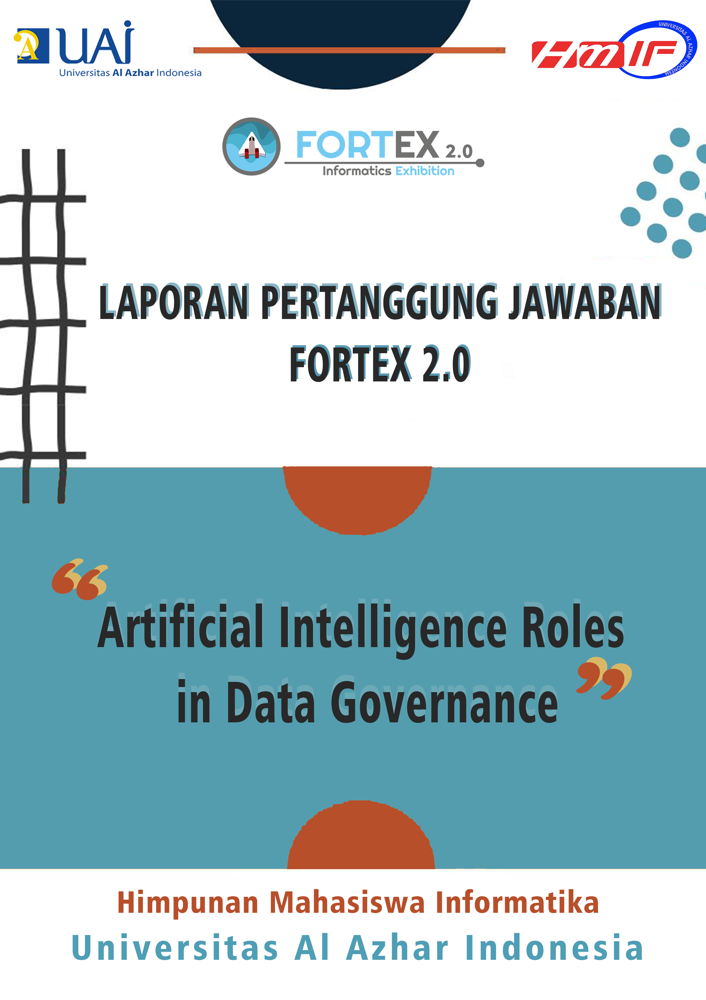 UAI
Universitas Al Azhar Indonesia
HMIF
UNIVERSITAS AL AZHAR INDONESIA
FORTEX 2.0
Informatics Exhibition
LAPORAN PERTANGGUNG JAWABAN
FORTEX 2.0
“Artificial Intelligence Roles
in Data Governance”
Himpunan Mahasiswa Informatika
Universitas Al Azhar Indonesia